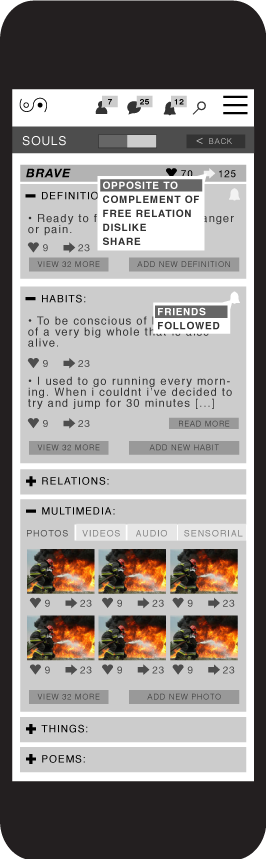 7 25 12
SOULS < BACK
BRAVE 70 125
DEFINITIO
OPPOSITE TO
COMPLEMENT OF
FREE RELATION
DISLIKE
SHARE
• Ready to f anger
or pain.
9 23
VIEW 32 MORE ADD NEW DEFINITION
HABITS:
FRIENDS
FOLLOWED
• To be conscious of
of a very big whole that is also
alive.
9 23
• I used to go running every morn-
ing. When i couldnt i've decided to
try and jump for 30 minutes [...]
9 23 READ MORE
VIEW 32 MORE ADD NEW HABIT
RELATIONS:
MULTIMEDIA:
PHOTOS VIDEOS AUDIO SENSORIAL
9 23 9 23 9 23
9 23 9 23 9 23
VIEW 32 MORE ADD NEW PHOTO
THINGS:
POEMS: